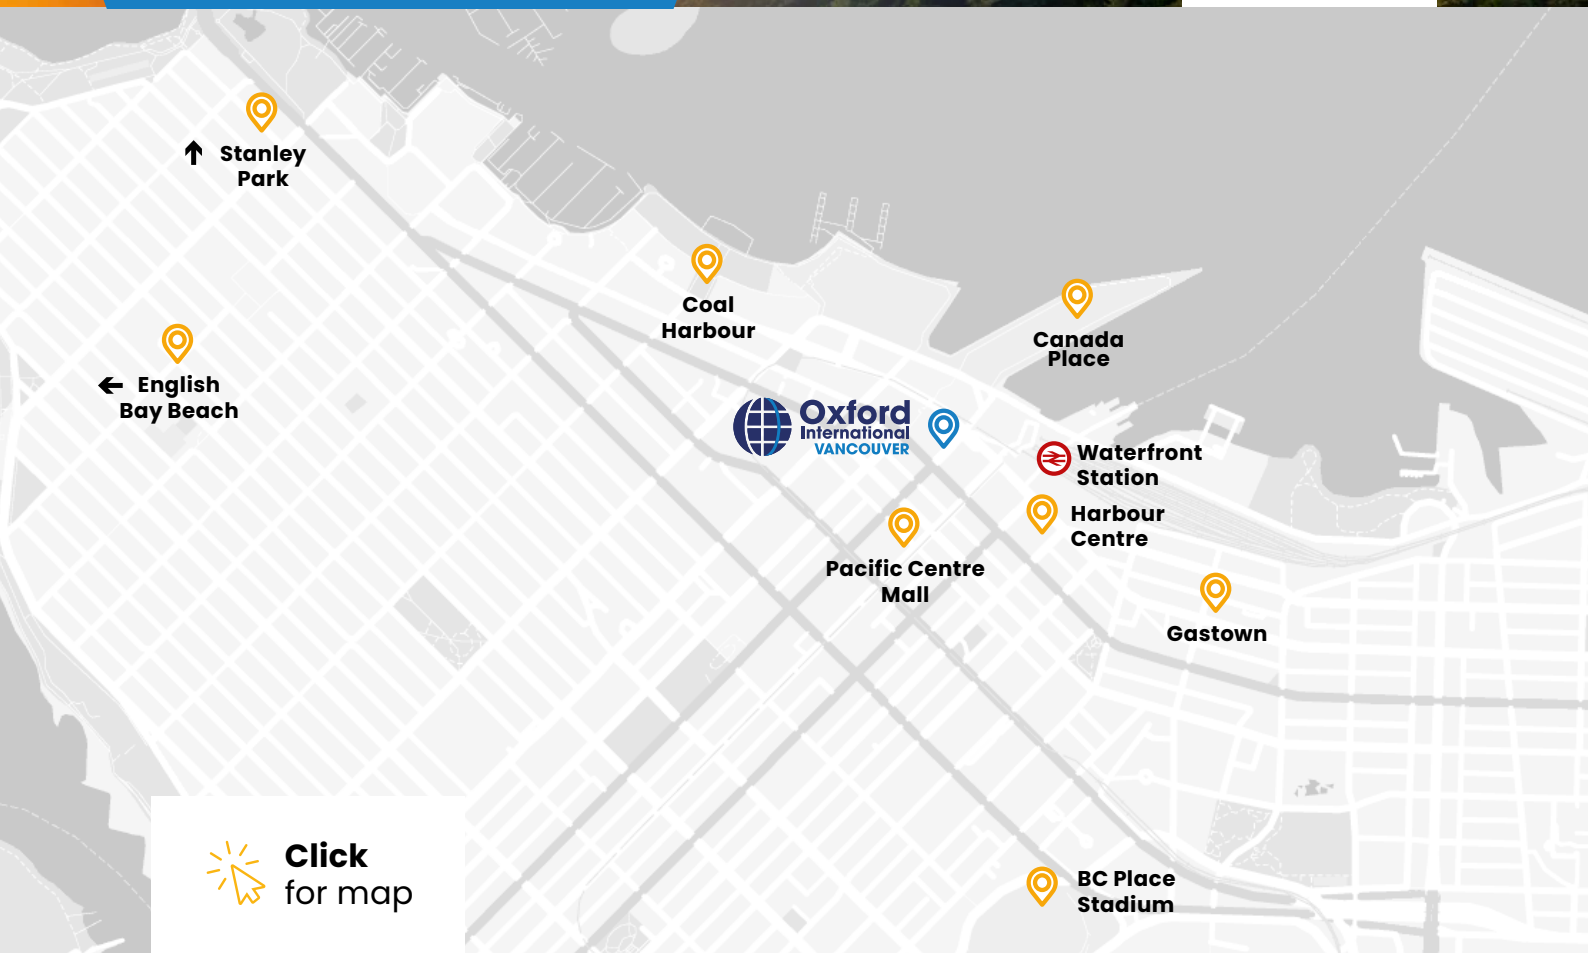 Stanley
Park
Coal
Harbour
Canada
Place
English
Bay Beach
Oxford
International
VANCOUVER
Waterfront
Station
Harbour
Centre
Pacific Centre
Mall
Gastown
Click
for map
BC Place
Stadium